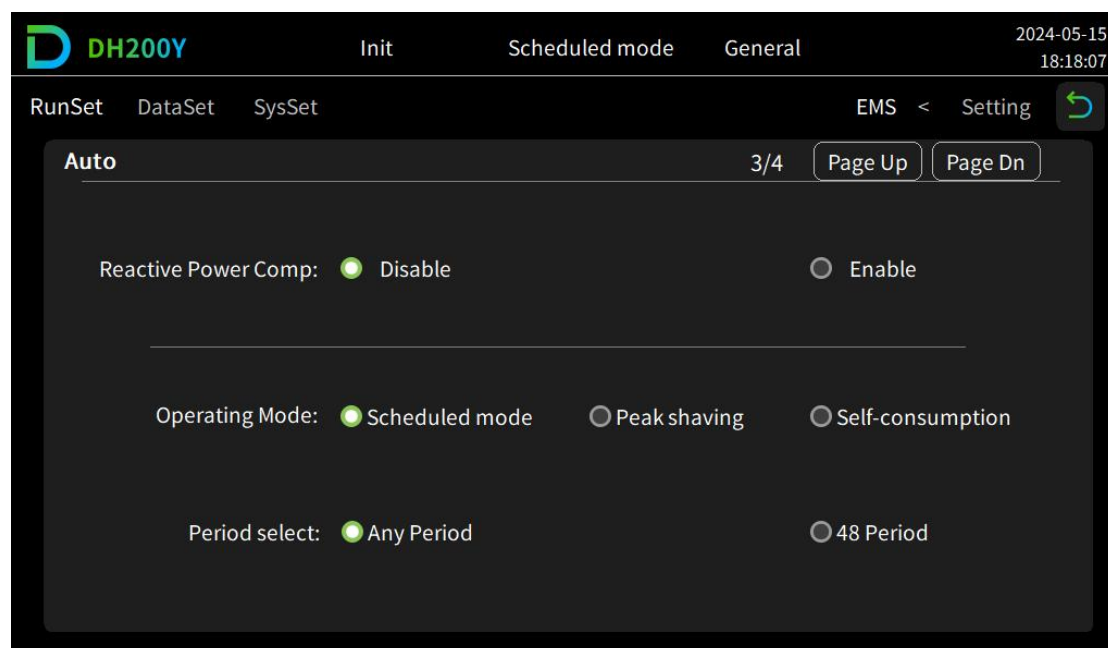 DH200Y Init Scheduled mode General 2024-05-15
18:18:07
RunSet DataSet SysSet EMS < Setting
Auto 3/4 Page Up Page Dn
Reactive Power Comp: Disable Enable
Operating Mode: Scheduled mode Peak shaving Self-consumption
Period select: Any Period 48 Period